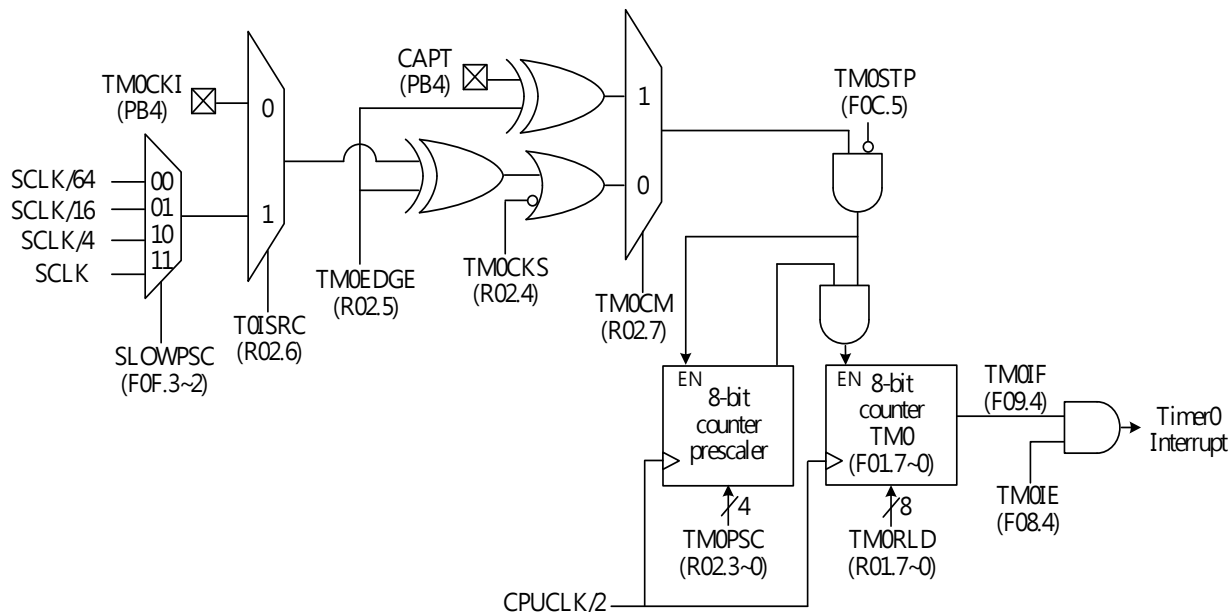 CAPT
(PB4)
TM0CKI
(PB4)
TM0STP
(F0C.5)
0
1
SCLK/64
SCLK/16
SCLK/4
SCLK
00
01
10
11
1
0
TM0EDGE
(R02.5)
TM0CKS
(R02.4)
TM0CM
(R02.7)
T0ISRC
(R02.6)
SLOWPSC
(F0F.3~2)
EN
8-bit
counter
prescaler
EN
8-bit
counter
TM0
(F01.7~0)
TM0IF
(F09.4)
Timer0
Interrupt
TM0IE
(F08.4)
4
8
TM0PSC
(R02.3~0)
TM0RLD
(R01.7~0)
CPUCLK/2